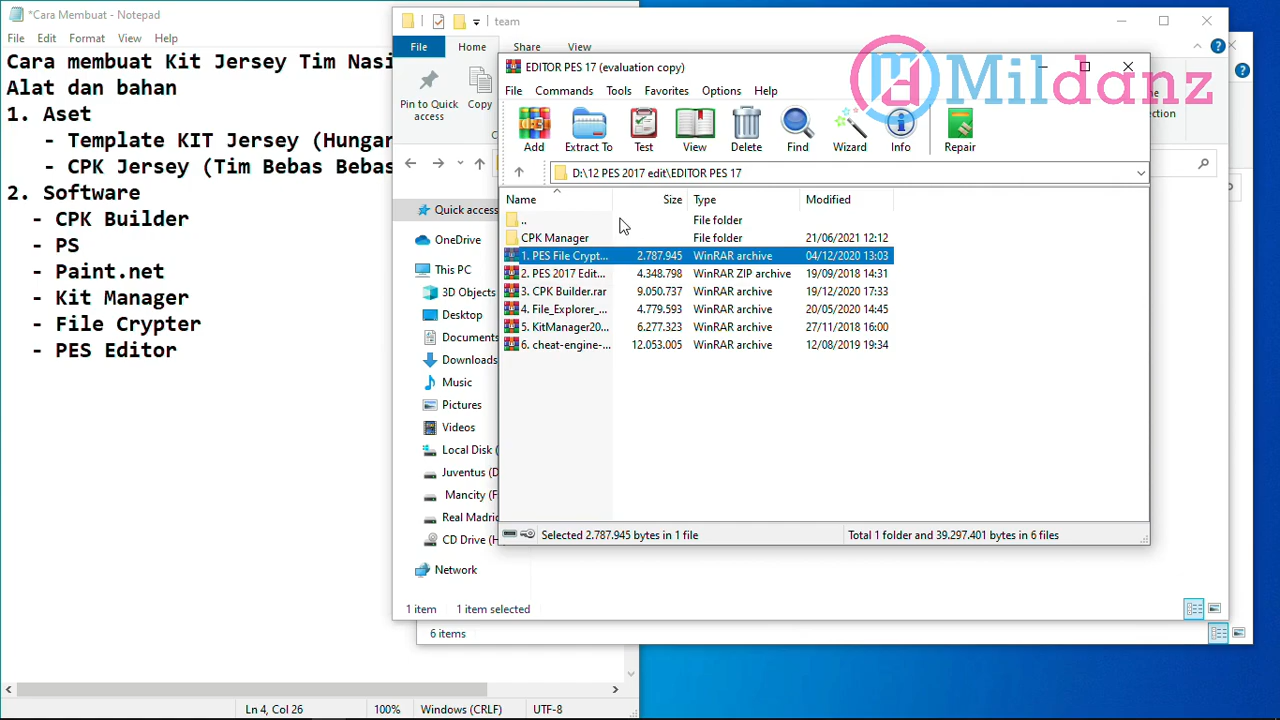 *Cara Membuat - Notepad
File Edit Format View Help
Cara membuat Kit Jersey Tim Nasi
Alat dan bahan
1. Aset
- Template KIT Jersey (Hungar
- CPK Jersey (Tim Bebas Bebas
2. Software
- CPK Builder
- PS
- Paint.net
- Kit Manager
- File Crypter
- PES Editor
Ln 4, Col 26 100% Windows (CRLF) UTF-8
team
File Home Share View
Pin to Quick access
Copy
Quick access
OneDrive
This PC
3D Objects
Desktop
Documents
Downloads
Music
Pictures
Videos
Local Disk (
Juventus (D
Mancity (F
Real Madri
CD Drive (H
Network
1 item 1 item selected
6 items
EDITOR PES 17 (evaluation copy)
File Commands Tools Favorites Options Help
Add Extract To Test View Delete Find Wizard Info Repair
D:\12 PES 2017 edit\EDITOR PES 17
Name Size Type Modified
.. File folder
CPK Manager File folder 21/06/2021 12:12
1. PES File Crypt... 2.787.945 WinRAR archive 04/12/2020 13:03
2. PES 2017 Edit... 4.348.798 WinRAR ZIP archive 19/09/2018 14:31
3. CPK Builder.rar 9.050.737 WinRAR archive 19/12/2020 17:33
4. File_Explorer_... 4.779.593 WinRAR archive 20/05/2020 14:45
5. KitManager20... 6.277.323 WinRAR archive 27/11/2018 16:00
6. cheat-engine-... 12.053.005 WinRAR archive 12/08/2019 19:34
Selected 2.787.945 bytes in 1 file Total 1 folder and 39.297.401 bytes in 6 files
Mildanz